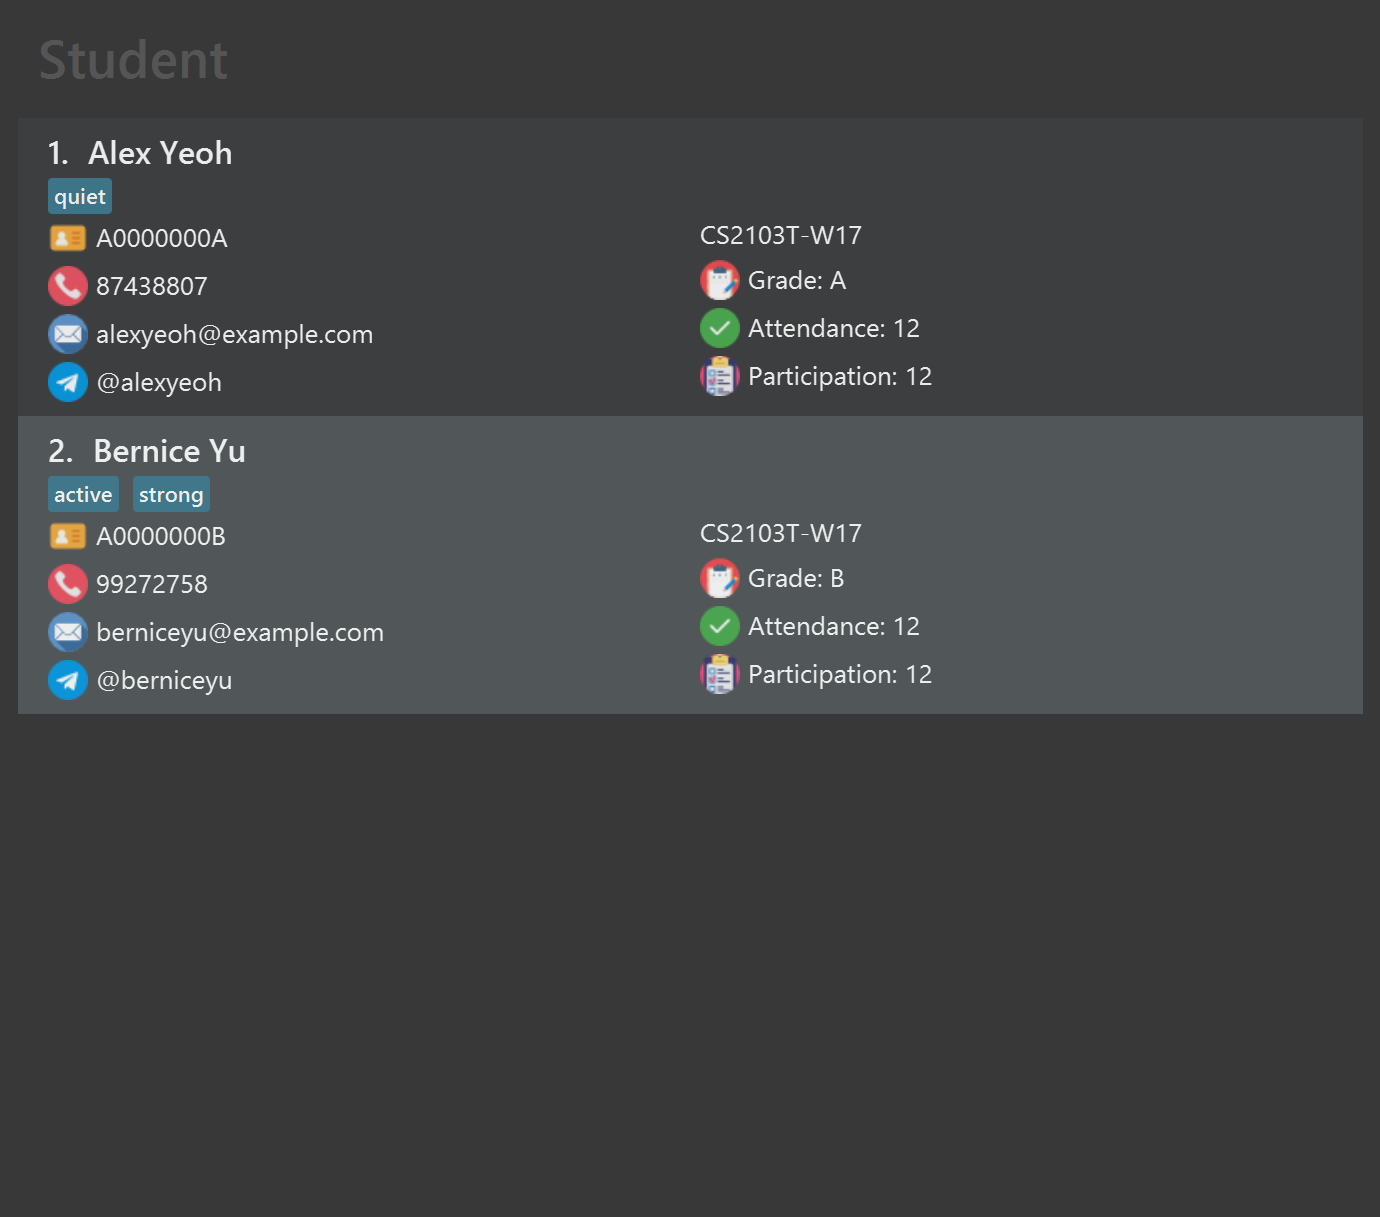 Student
1. Alex Yeoh
quiet
A0000000A
87438807
alexyeoh@example.com
@alexyeoh
CS2103T-W17
Grade: A
Attendance: 12
Participation: 12
2. Bernice Yu
active strong
A0000000B
99272758
berniceyu@example.com
@berniceyu
CS2103T-W17
Grade: B
Attendance: 12
Participation: 12